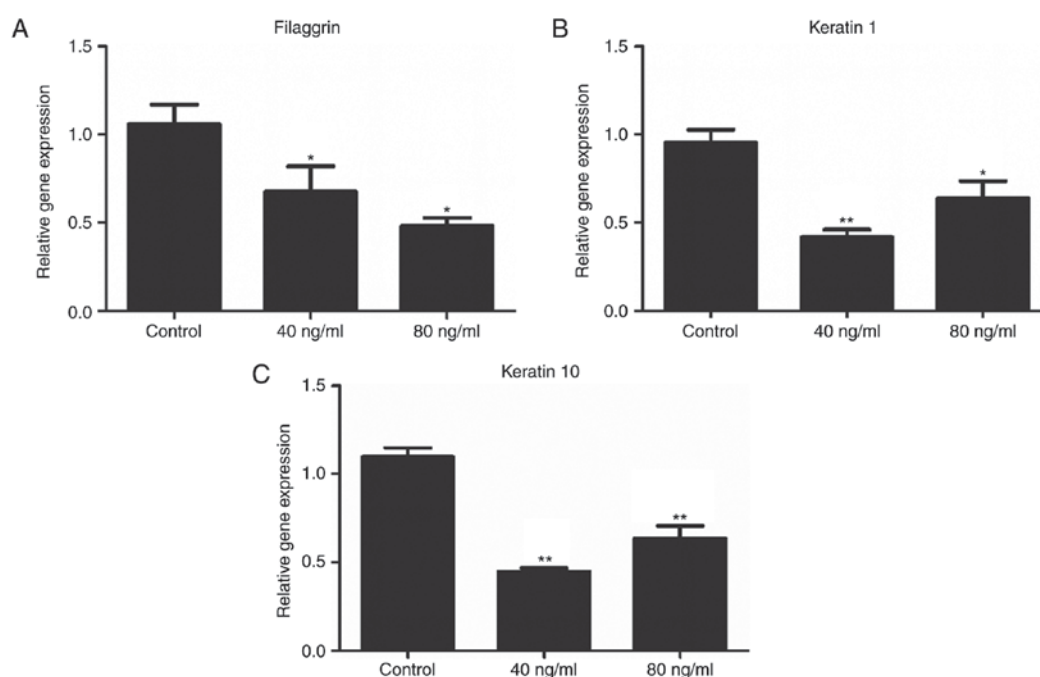 A
Filaggrin
Relative gene expression
1.5
1.0
0.5
0.0
*
*
Control 40 ng/ml 80 ng/ml
B
Keratin 1
Relative gene expression
1.5
1.0
0.5
0.0
**
*
Control 40 ng/ml 80 ng/ml
C
Keratin 10
Relative gene expression
1.5
1.0
0.5
0.0
**
**
Control 40 ng/ml 80 ng/ml